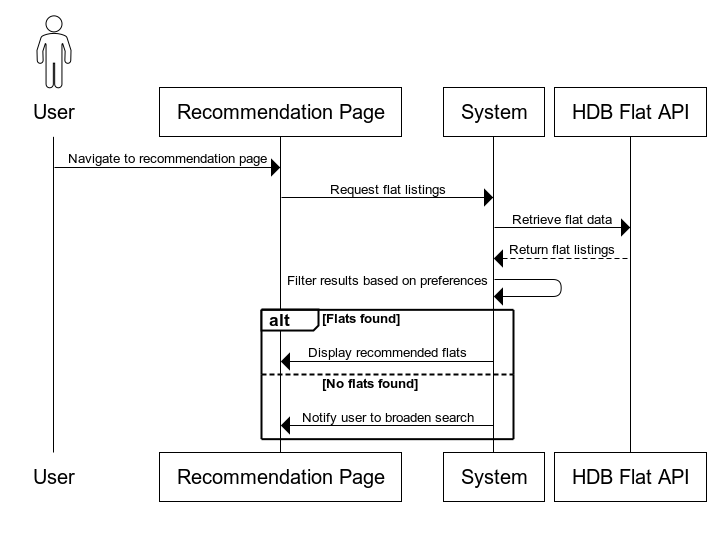 User
Recommendation Page
System
HDB Flat API
Navigate to recommendation page
Request flat listings
Retrieve flat data
Return flat listings
Filter results based on preferences
alt
[Flats found]
Display recommended flats
[No flats found]
Notify user to broaden search
User
Recommendation Page
System
HDB Flat API